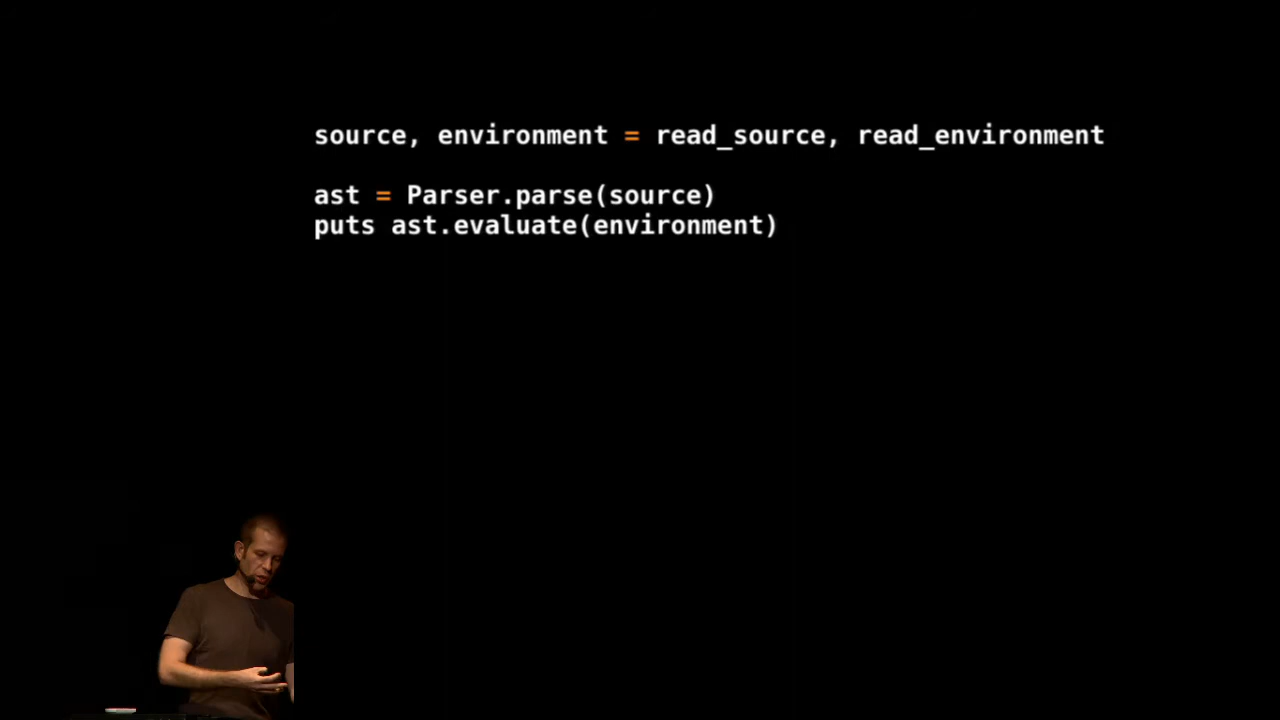 source, environment = read_source, read_environment
ast = Parser.parse(source)
puts ast.evaluate(environment)